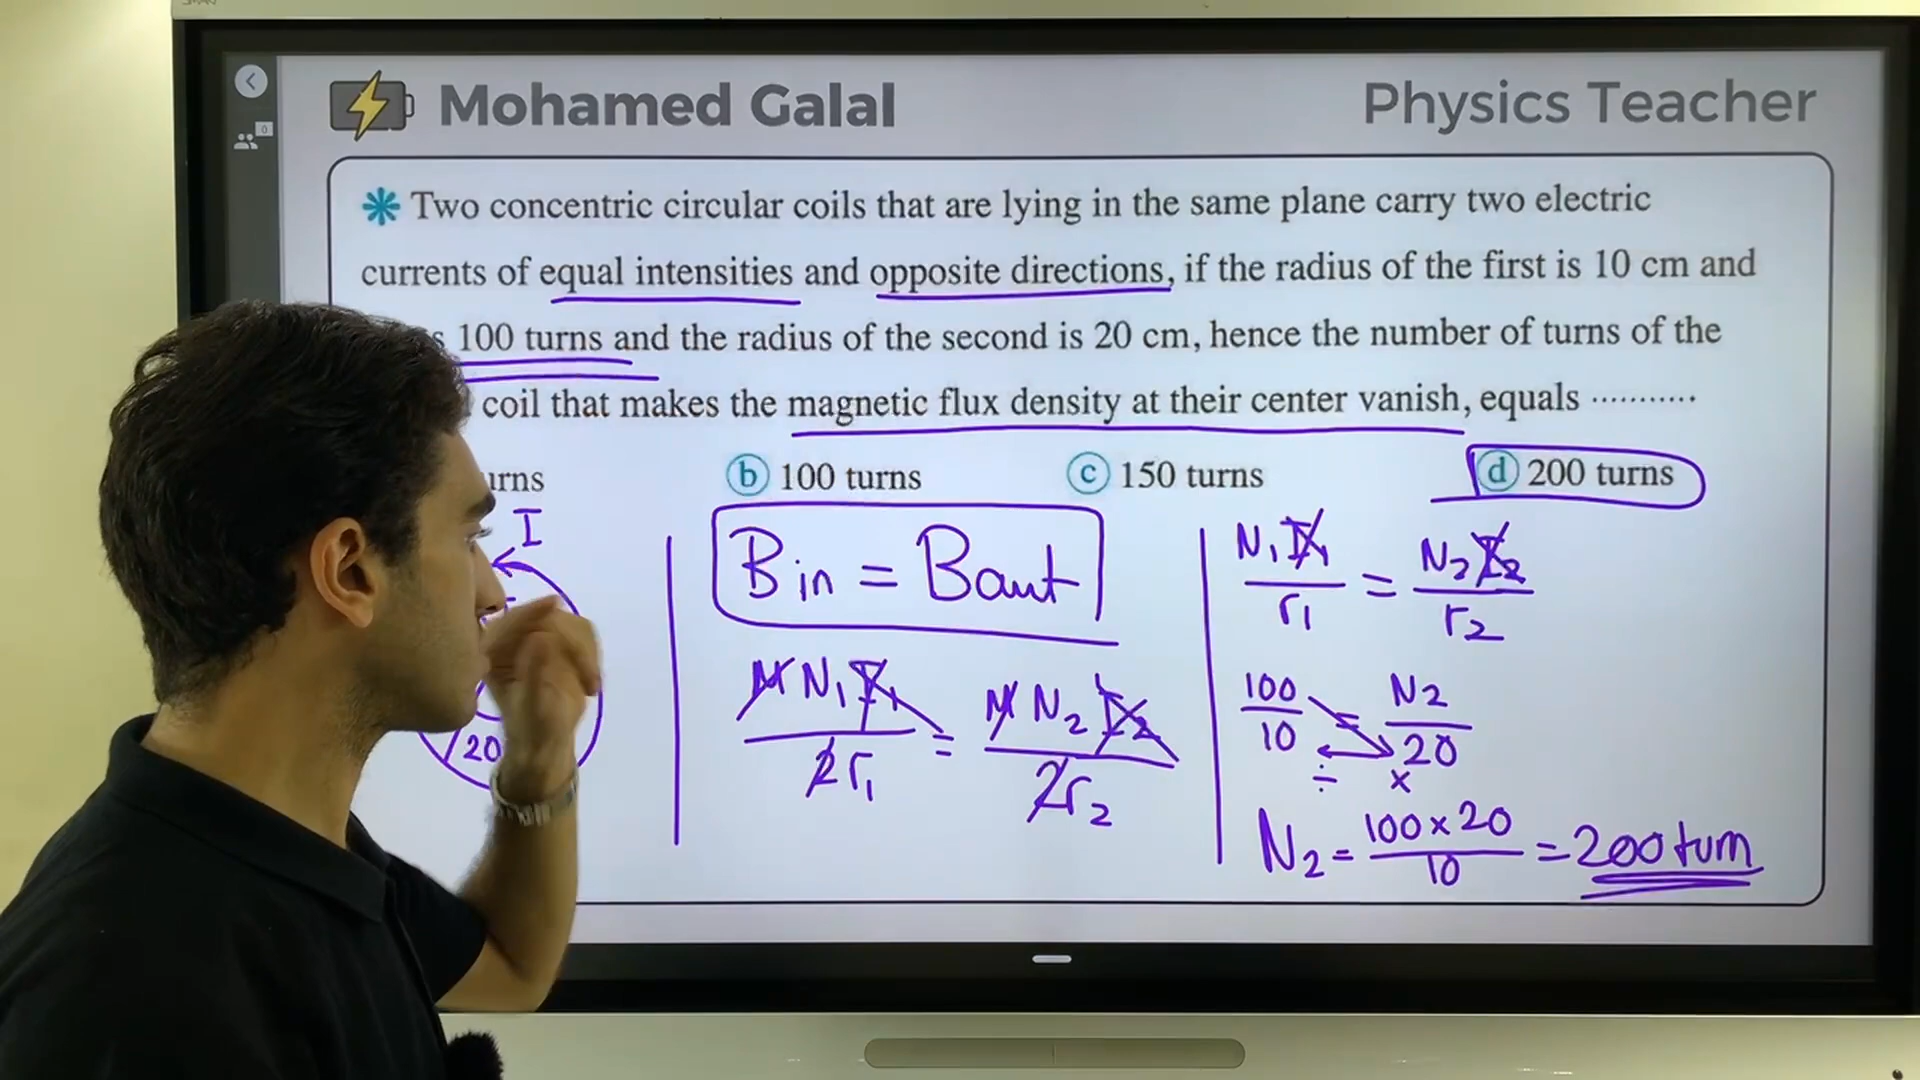 Mohamed Galal
Physics Teacher
Two concentric circular coils that are lying in the same plane carry two electric
currents of equal intensities and opposite directions, if the radius of the first is 10 cm and
s 100 turns and the radius of the second is 20 cm, hence the number of turns of the
coil that makes the magnetic flux density at their center vanish, equals ...........
urns
b 100 turns
c 150 turns
d 200 turns
I
20
B in = B out
μ N1 I1 / 2 r1 = μ N2 I2 / 2 r2
N1 I1 / r1 = N2 I2 / r2
100 / 10 = N2 / 20
÷ ×
N2 = 100 × 20 / 10 = 200 turn